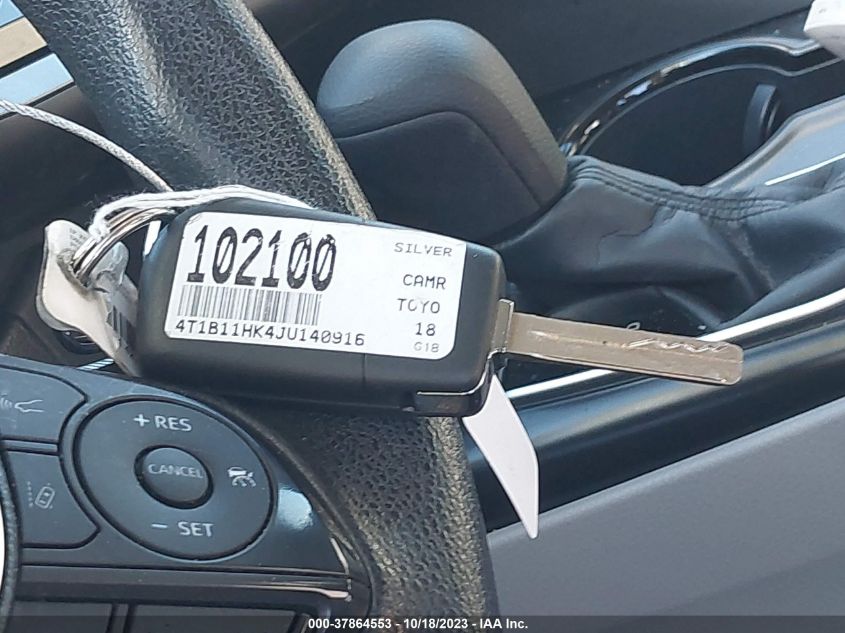 102100
SILVER
CAMR
TOYO
18
G18
4T1B11HK4JU140916
+ RES
CANCEL
− SET
000-37864553 / 10/18/2023 - IAA Inc.